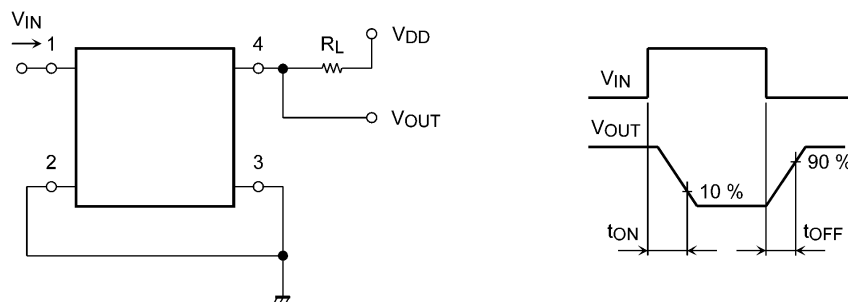 VIN
1
4
RL
VDD
VOUT
2
3
VIN
VOUT
10 %
90 %
tON
tOFF